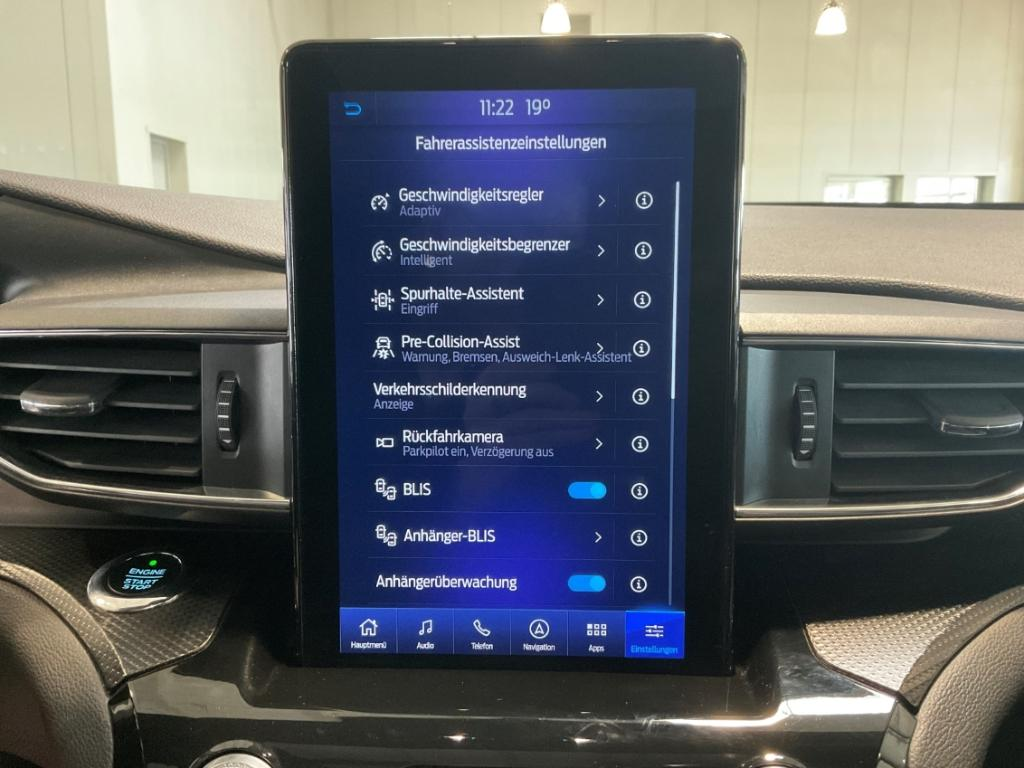 11:22 19°
Fahrerassistenzeinstellungen
Geschwindigkeitsregler
Adaptiv
Geschwindigkeitsbegrenzer
Intelligent
Spurhalte-Assistent
Eingriff
Pre-Collision-Assist
Warnung, Bremsen, Ausweich-Lenk-Assistent
Verkehrsschilderkennung
Anzeige
Rückfahrkamera
Parkpilot ein, Verzögerung aus
BLIS
Anhänger-BLIS
Anhängerüberwachung
ENGINE
START
STOP
Hauptmenü Audio Telefon Navigation Apps Einstellungen